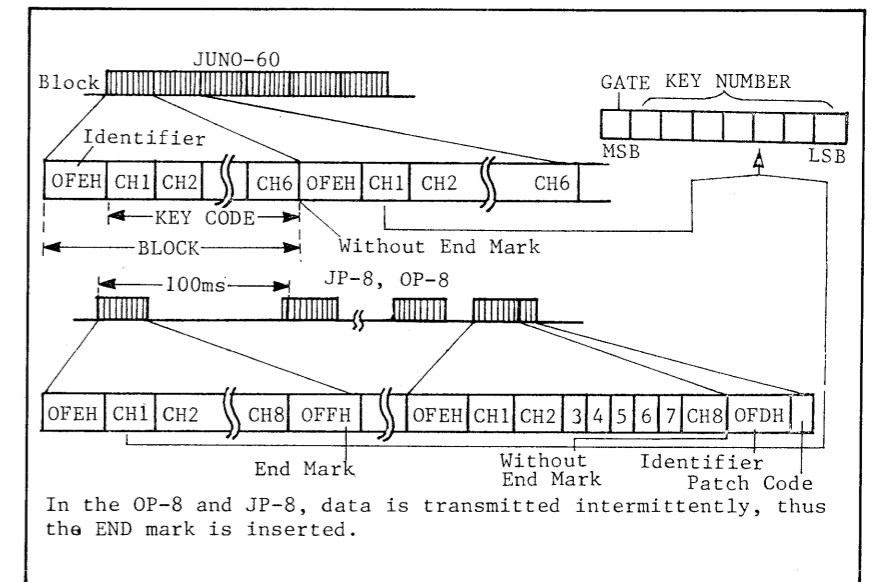 JUNO-60
Block
GATE KEY NUMBER
MSB LSB
Identifier
OFEH CH1 CH2 CH6 OFEH CH1 CH2 CH6
KEY CODE
BLOCK
Without End Mark
100ms
JP-8, OP-8
OFEH CH1 CH2 CH8 OFFH OFEH CH1 CH2 3 4 5 6 7 CH8 OFDH
End Mark
Without
End Mark
Identifier
Patch Code
In the OP-8 and JP-8, data is transmitted intermittently, thus
the END mark is inserted.